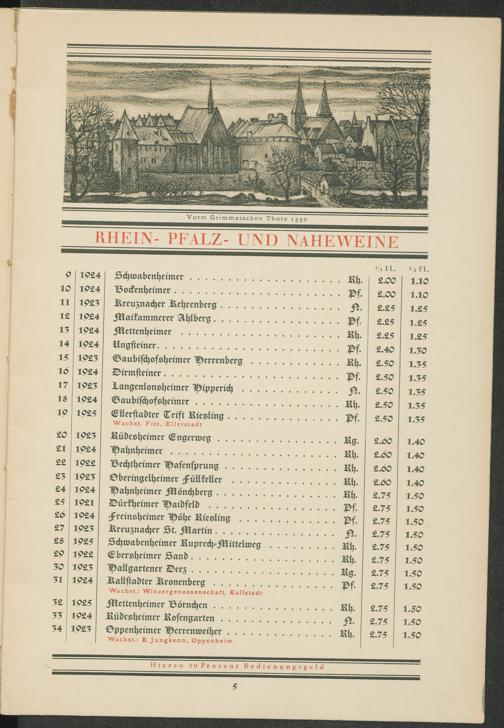 Vorm Grimmaischen Thore 1550
RHEIN- PFALZ- UND NAHEWEINE
1/1 FL. 1/2 FL.
9 1924 Schwabenheimer Rh. 2.00 1.10
10 1924 Bockenheimer Pf. 2.00 1.10
11 1923 Kreuznacher Kehrenberg N. 2.25 1.25
12 1924 Maikammerer Ahlberg Pf. 2.25 1.25
13 1924 Mettenheimer Rh. 2.25 1.25
14 1924 Ungsteiner Pf. 2.40 1.30
15 1923 Gaubischofsheimer Herrenberg Rh. 2.50 1.35
16 1924 Dirmsteiner Pf. 2.50 1.35
17 1923 Langenlonsheimer Hipperich N. 2.50 1.35
18 1924 Gaubischofsheimer Rh. 2.50 1.35
19 1925 Ellerstadter Trift Riesling Pf. 2.50 1.35
Wachst. Fitz, Ellerstadt
20 1923 Rüdesheimer Engerweg Rg. 2.60 1.40
21 1924 Hahnheimer Rh. 2.60 1.40
22 1922 Bechtheimer Hasensprung Rh. 2.60 1.40
23 1923 Oberingelheimer Füllkeller Rh. 2.60 1.40
24 1924 Hahnheimer Mönchberg Rh. 2.75 1.50
25 1921 Dürkheimer Haidfeld Pf. 2.75 1.50
26 1924 Freinsheimer Höhe Riesling Pf. 2.75 1.50
27 1923 Kreuznacher St. Martin N. 2.75 1.50
28 1925 Schwabenheimer Ruprech-Mittelweg Rh. 2.75 1.50
29 1922 Ebersheimer Sand Rh. 2.75 1.50
30 1923 Hallgartener Deez Rg. 2.75 1.50
31 1924 Kallstadter Kronenberg Pf. 2.75 1.50
Wachst.: Winzergenossenschaft, Kallstadt
32 1925 Mettenheimer Börnchen Rh. 2.75 1.50
33 1924 Rüdesheimer Rosengarten N. 2.75 1.50
34 1923 Oppenheimer Herrenweiher Rh. 2.75 1.50
Wachst.: E. Jungkenn, Oppenheim
Hierzu 10 Prozent Bedienungsgeld
5